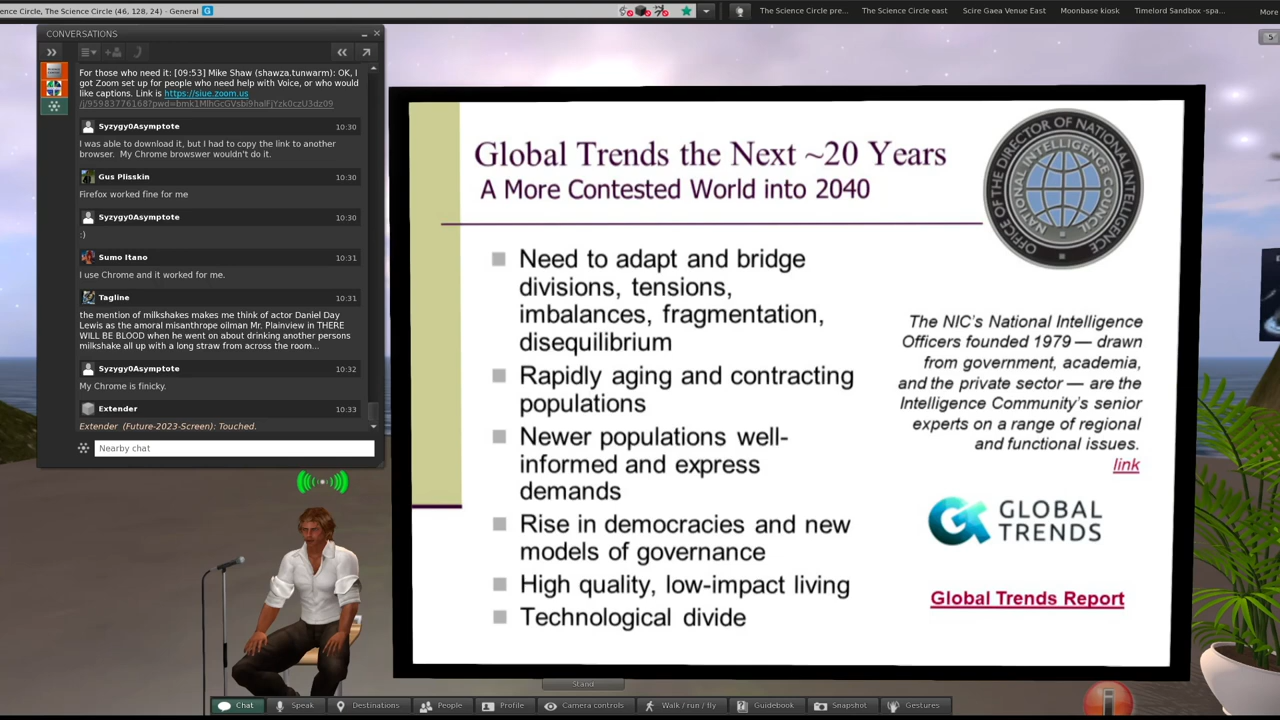 ence Circle, The Science Circle (46, 128, 24) - General G
The Science Circle pre...
The Science Circle east
Scire Gaea Venue East
Moonbase kiosk
Timelord Sandbox -spa...
More
5
CONVERSATIONS
For those who need it: [09:53] Mike Shaw (shawza.tunwarm): OK, I
got Zoom set up for people who need help with Voice, or who would
like captions. Link is https://siue.zoom.us
Syzygy0Asymptote 10:30
I was able to download it, but I had to copy the link to another
browser. My Chrome browswer wouldn't do it.
Gus Plisskin 10:30
Firefox worked fine for me
Syzygy0Asymptote 10:30
:)
Sumo Itano 10:31
I use Chrome and it worked for me.
Tagline 10:31
the mention of milkshakes makes me think of actor Daniel Day
Lewis as the amoral misanthrope oilman Mr. Plainview in THERE
WILL BE BLOOD when he went on about drinking another persons
milkshake all up with a long straw from across the room...
Syzygy0Asymptote 10:32
My Chrome is finicky.
Extender 10:33
Extender (Future-2023-Screen): Touched.
Nearby chat
Global Trends the Next ~20 Years
A More Contested World into 2040
OFFICE OF THE DIRECTOR OF NATIONAL INTELLIGENCE
NATIONAL INTELLIGENCE COUNCIL
Need to adapt and bridge
divisions, tensions,
imbalances, fragmentation,
disequilibrium
Rapidly aging and contracting
populations
Newer populations well-
informed and express
demands
Rise in democracies and new
models of governance
High quality, low-impact living
Technological divide
The NIC's National Intelligence
Officers founded 1979 — drawn
from government, academia,
and the private sector — are the
Intelligence Community's senior
experts on a range of regional
and functional issues.
link
GLOBAL
TRENDS
Global Trends Report
Stand
Chat
Speak
Destinations
People
Profile
Camera controls
Walk / run / fly
Guidebook
Snapshot
Gestures